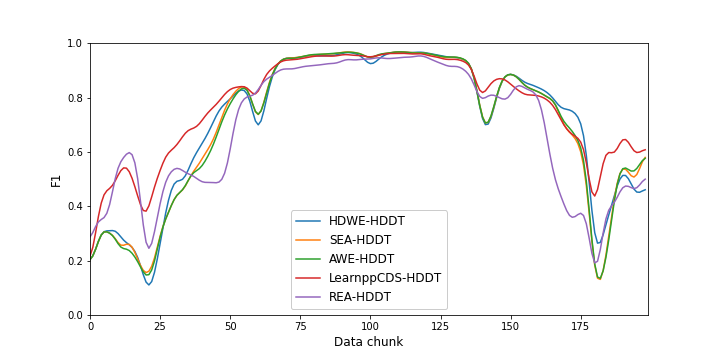 1.0
0.8
0.6
0.4
0.2
0.0
F1
HDWE-HDDT
SEA-HDDT
AWE-HDDT
LearnppCDS-HDDT
REA-HDDT
0 25 50 75 100 125 150 175
Data chunk